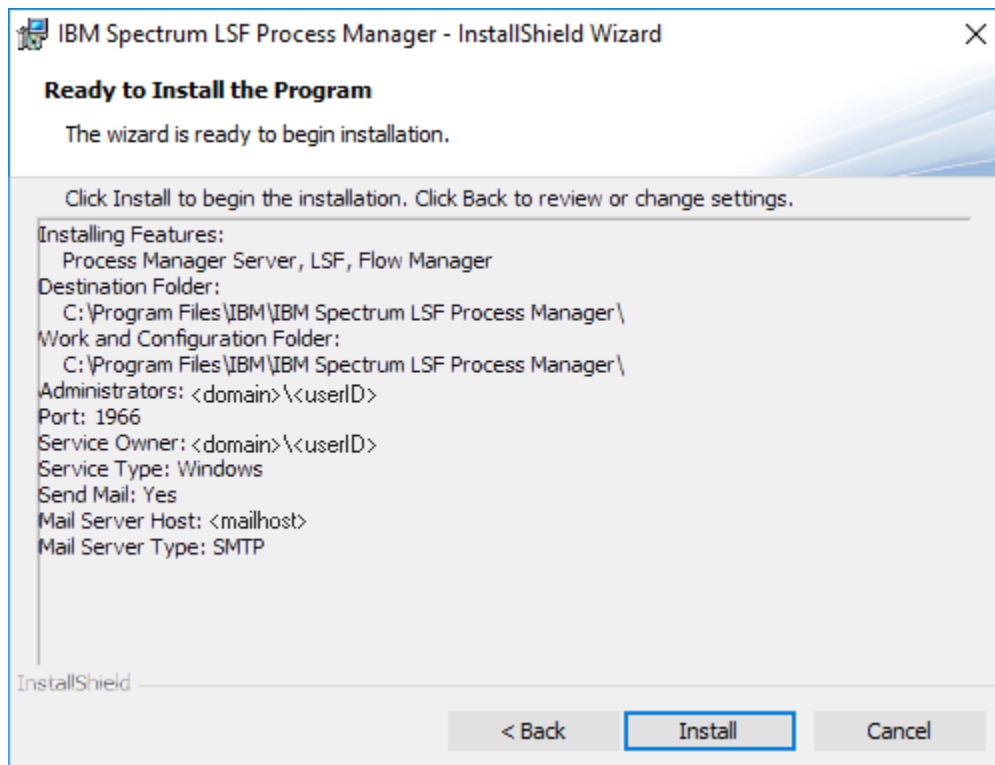 IBM Spectrum LSF Process Manager - InstallShield Wizard
Ready to Install the Program
The wizard is ready to begin installation.
Click Install to begin the installation. Click Back to review or change settings.
Installing Features:
Process Manager Server, LSF, Flow Manager
Destination Folder:
C:\Program Files\IBM\IBM Spectrum LSF Process Manager\
Work and Configuration Folder:
C:\Program Files\IBM\IBM Spectrum LSF Process Manager\
Administrators: <domain>\<userID>
Port: 1966
Service Owner: <domain>\<userID>
Service Type: Windows
Send Mail: Yes
Mail Server Host: <mailhost>
Mail Server Type: SMTP
InstallShield
< Back Install Cancel